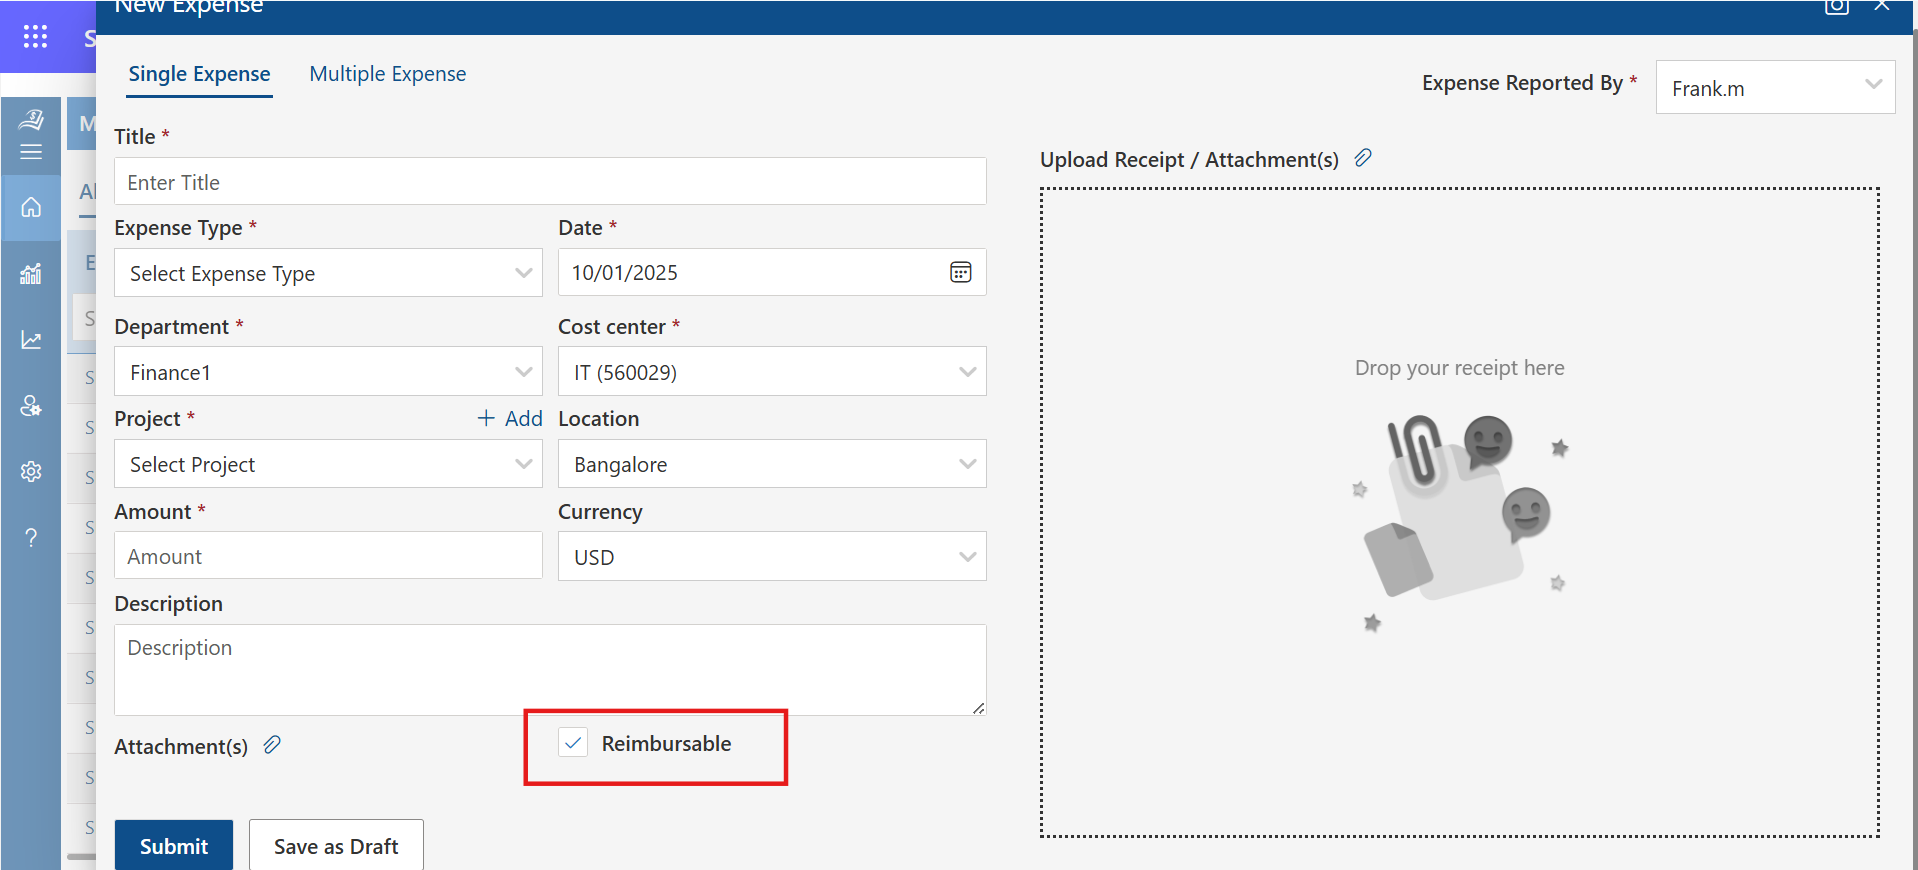 New Expense
S
Single Expense
Multiple Expense
Expense Reported By *
Frank.m
M
Title *
Enter Title
Upload Receipt / Attachment(s)
Al
Expense Type *
Date *
Select Expense Type
10/01/2025
E
S
Department *
Cost center *
Finance1
IT (560029)
Drop your receipt here
S
Project *
+ Add
Location
S
Select Project
Bangalore
S
Amount *
Currency
S
Amount
USD
?
S
Description
S
Description
S
S
Attachment(s)
Reimbursable
S
S
Submit
Save as Draft